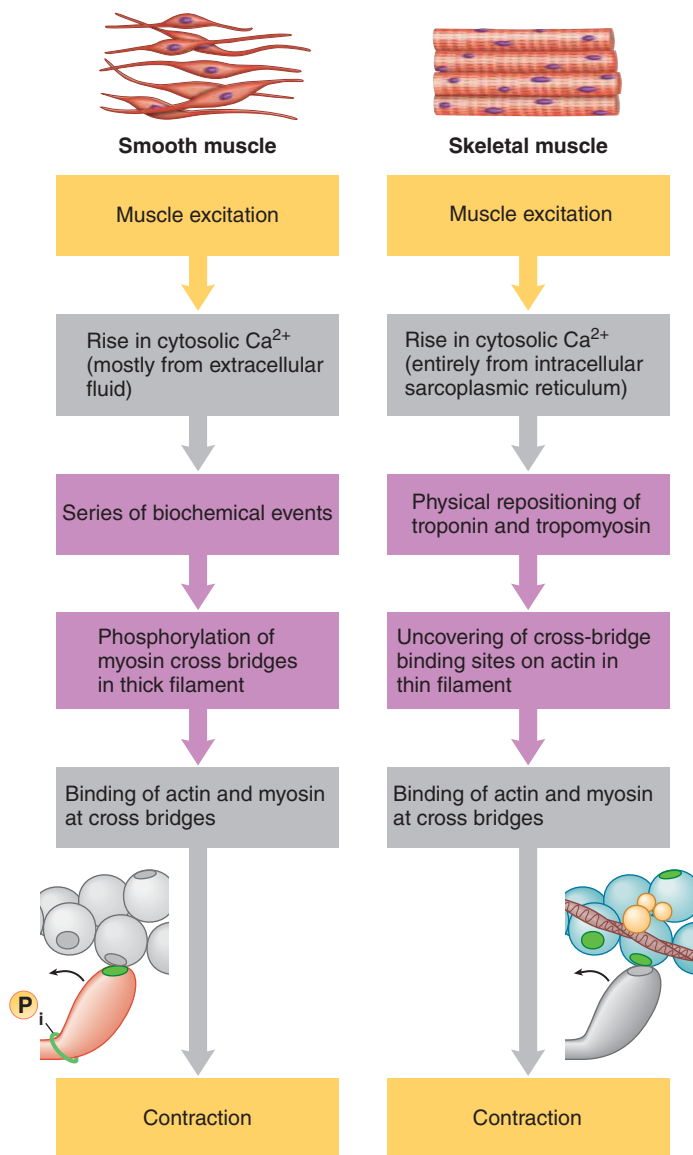 Smooth muscle
Muscle excitation
Rise in cytosolic Ca²⁺
(mostly from extracellular
fluid)
Series of biochemical events
Phosphorylation of
myosin cross bridges
in thick filament
Binding of actin and myosin
at cross bridges
P
i
Contraction
Skeletal muscle
Muscle excitation
Rise in cytosolic Ca²⁺
(entirely from intracellular
sarcoplasmic reticulum)
Physical repositioning of
troponin and tropomyosin
Uncovering of cross-bridge
binding sites on actin in
thin filament
Binding of actin and myosin
at cross bridges
Contraction